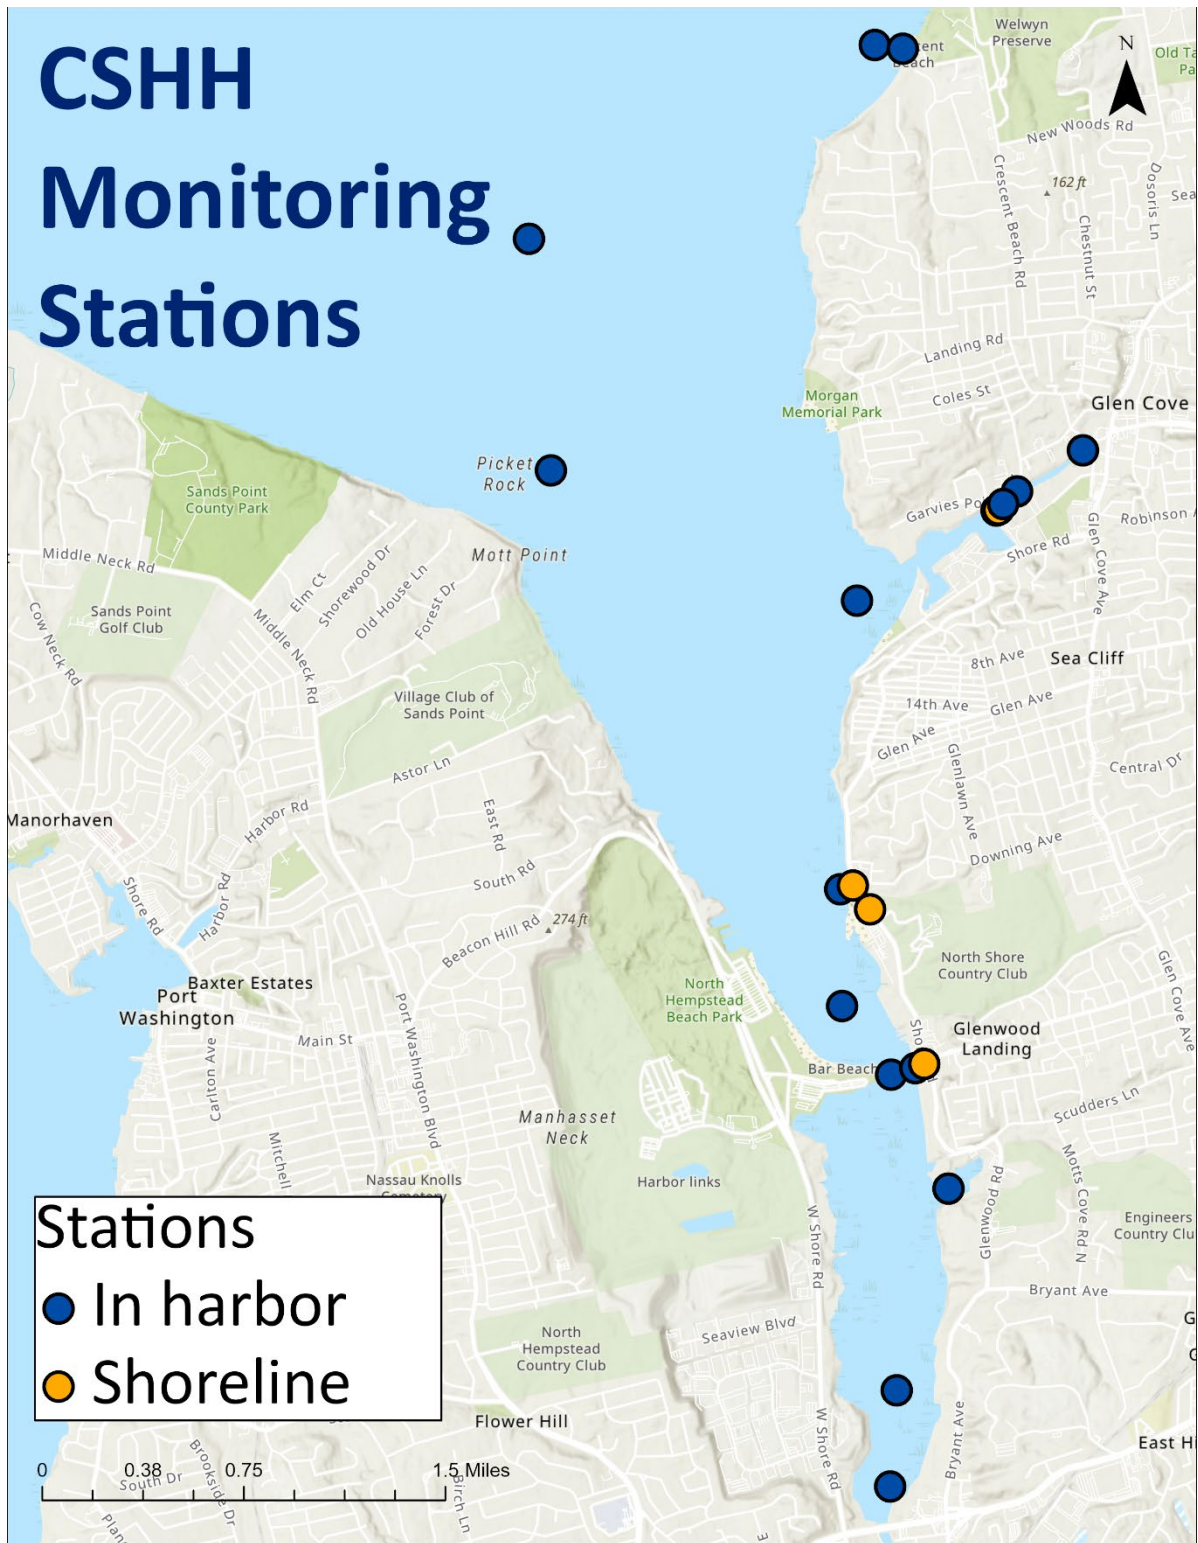 CSHH
Monitoring
Stations
N
Welwyn
Preserve
Beach
New Woods Rd
162 ft
Crescent Beach Rd
Chestnut St
Dosoris Ln
Landing Rd
Coles St
Morgan
Memorial Park
Glen Cove
Picket
Rock
Sands Point
County Park
Garvies
Robinson
Shore Rd
Glen Cove Ave
Mott Point
Middle Neck Rd
Elm Ct
Shorewood Dr
Old House Ln
Forest Dr
Sands Point
Golf Club
Cow Neck Rd
Middle Neck Rd
8th Ave
Sea Cliff
Village Club of
Sands Point
14th Ave
Glen Ave
Glen Ave
Glenlawn Ave
Central Dr
Astor Ln
Manorhaven
Harbor Rd
East Rd
Downing Ave
South Rd
Shore Rd
Harbor Rd
274 ft
Beacon Hill Rd
North Shore
Country Club
Glen Cove Ave
Baxter Estates
Port
Washington
North
Hempstead
Beach Park
Main St
Port Washington Blvd
Carlton Ave
Glenwood
Landing
Bar Beach
Scudders Ln
Manhasset
Neck
Mitchell
Nassau Knolls
Cemetery
Harbor links
Glenwood Rd
Motts Cove Rd N
W Shore Rd
Engineers
Country Clu
Bryant Ave
Stations
In harbor
Shoreline
North
Hempstead
Country Club
Seaview Blvd
Flower Hill
W Shore Rd
Bryant Ave
East Hi
0 0.38 0.75 1.5 Miles
South Dr
Brookside Dr
Birch Ln